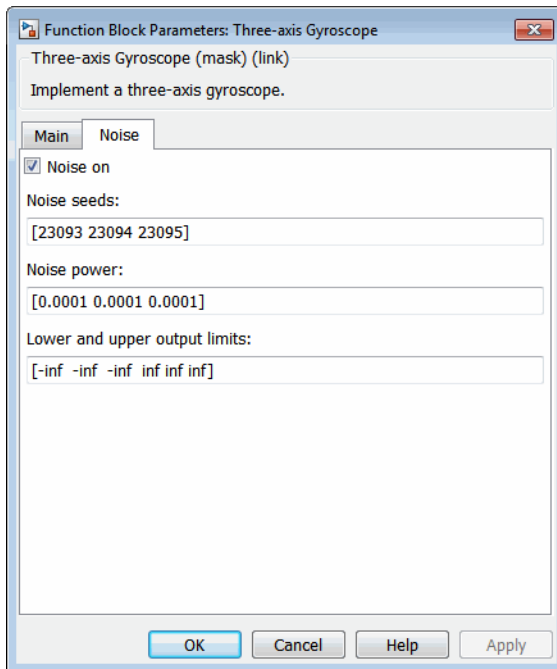 Function Block Parameters: Three-axis Gyroscope
Three-axis Gyroscope (mask) (link)
Implement a three-axis gyroscope.
Main Noise
Noise on
Noise seeds:
[23093 23094 23095]
Noise power:
[0.0001 0.0001 0.0001]
Lower and upper output limits:
[-inf  -inf  -inf  inf inf inf]
OK Cancel Help Apply